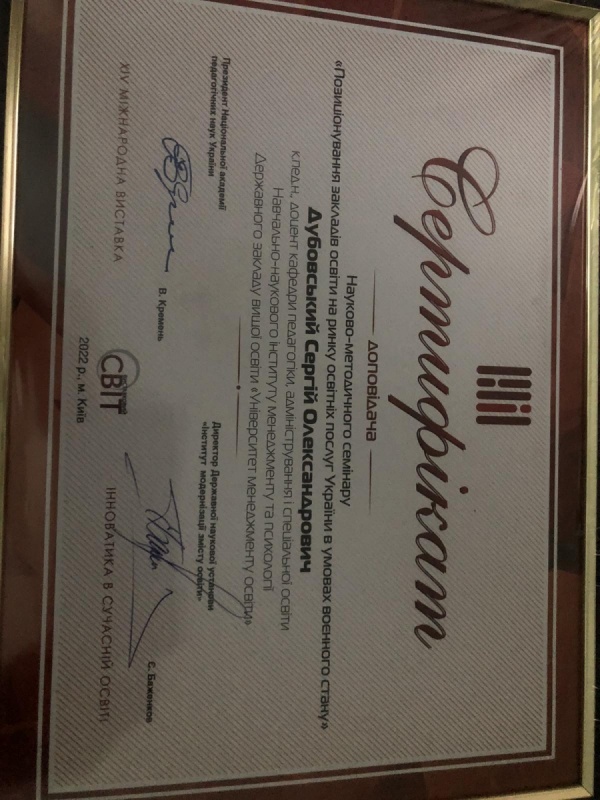 Сертифікат
доповідача
Науково-методичного семінару
«Позиціонування закладів освіти на ринку освітніх послуг України в умовах воєнного стану»
Дубовський Сергій Олександрович
к.пед.н., доцент кафедри педагогіки, адміністрування і спеціальної освіти
Навчально-наукового інституту менеджменту та психології
Державного закладу вищої освіти «Університет менеджменту освіти»
Президент Національної академії
педагогічних наук України
В. Кремень
Директор Державної наукової установи
«Інститут модернізації змісту освіти»
Є. Баженков
XIV МІЖНАРОДНА ВИСТАВКА
СВІТ
ІННОВАТИКА В СУЧАСНІЙ ОСВІТІ
2022 р., м. Київ